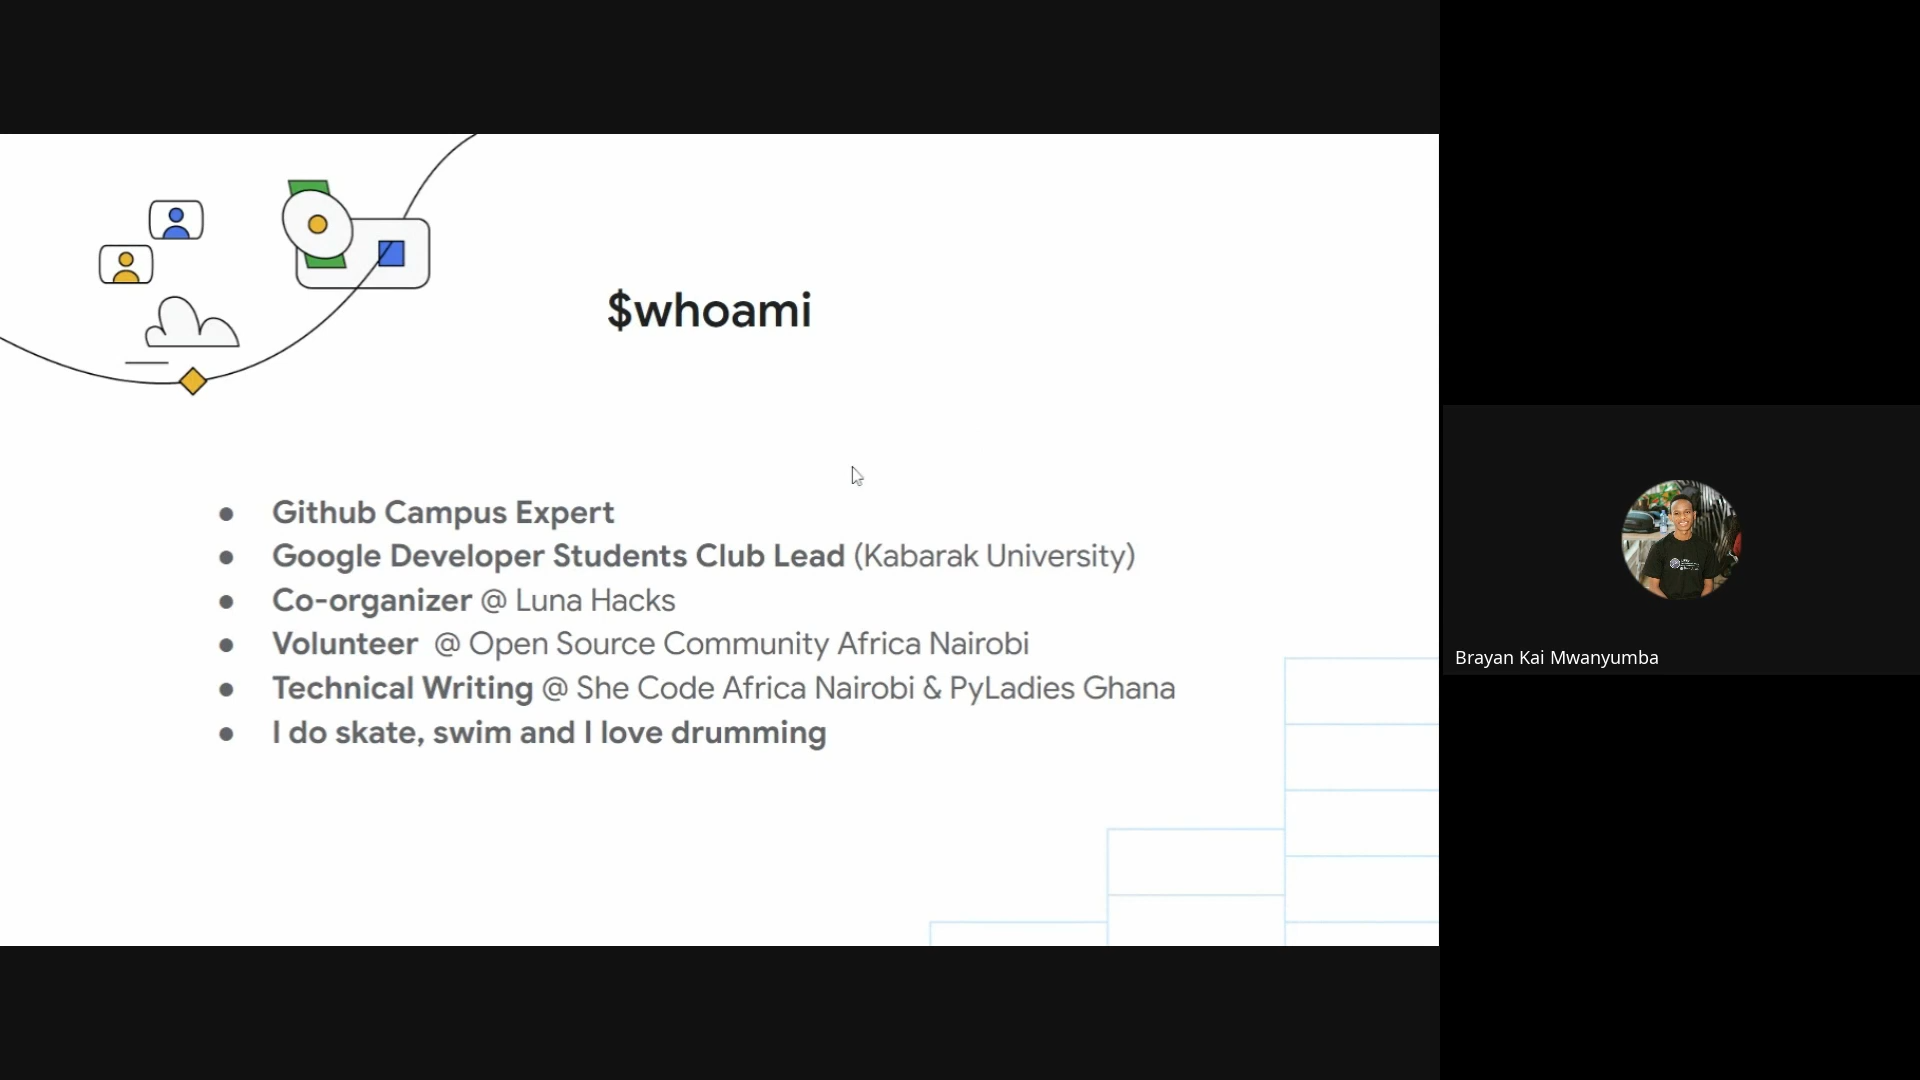 $whoami
● Github Campus Expert
● Google Developer Students Club Lead (Kabarak University)
● Co-organizer @ Luna Hacks
● Volunteer @ Open Source Community Africa Nairobi
● Technical Writing @ She Code Africa Nairobi & PyLadies Ghana
● I do skate, swim and I love drumming
Brayan Kai Mwanyumba